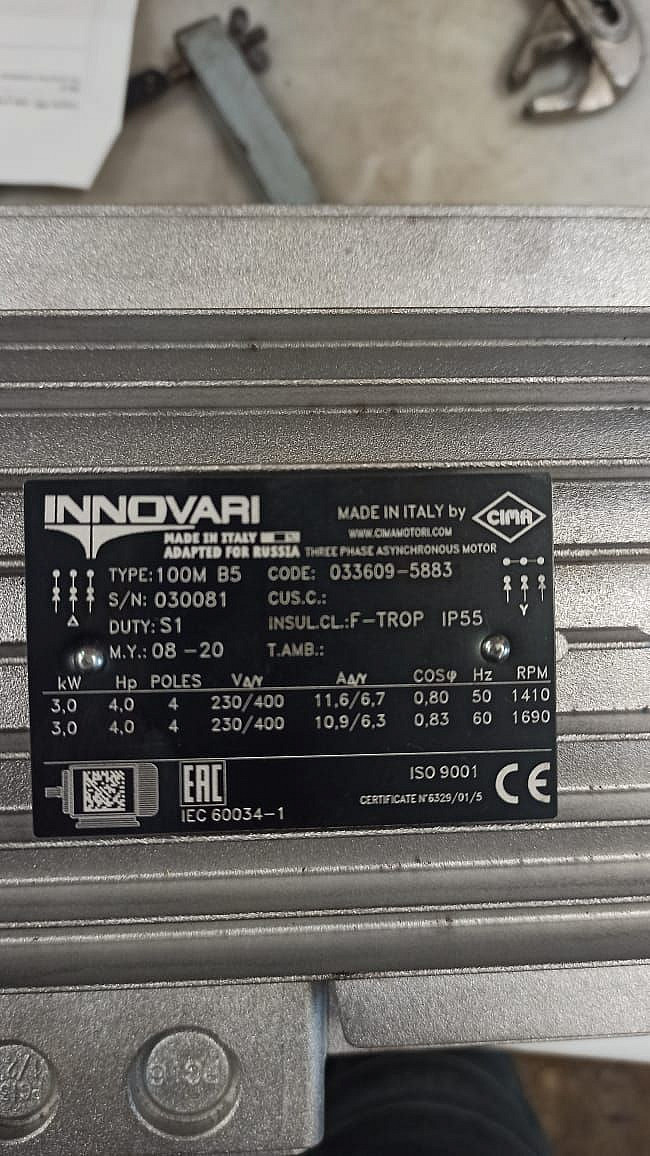 INNOVARI
MADE IN ITALY by CIMA
WWW.CIMAMOTORI.COM
MADE IN ITALY
ADAPTED FOR RUSSIA THREE PHASE ASYNCHRONOUS MOTOR
TYPE: 100M B5 CODE: 033609-5883
S/N: 030081 CUS.C.:
DUTY: S1 INSUL.CL.: F-TROP IP55
M.Y.: 08-20 T.AMB.:
Δ
Y
kW Hp POLES VΔ/Y AΔ/Y COSφ Hz RPM
3,0 4,0 4 230/400 11,6/6,7 0,80 50 1410
3,0 4,0 4 230/400 10,9/6,3 0,83 60 1690
EAC
IEC 60034-1
ISO 9001
CERTIFICATE N°6329/01/5
CE